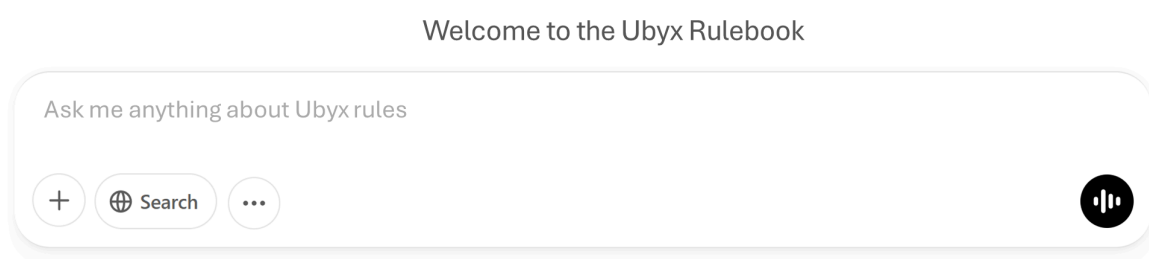 Welcome to the Ubyx Rulebook
Ask me anything about Ubyx rules
Search